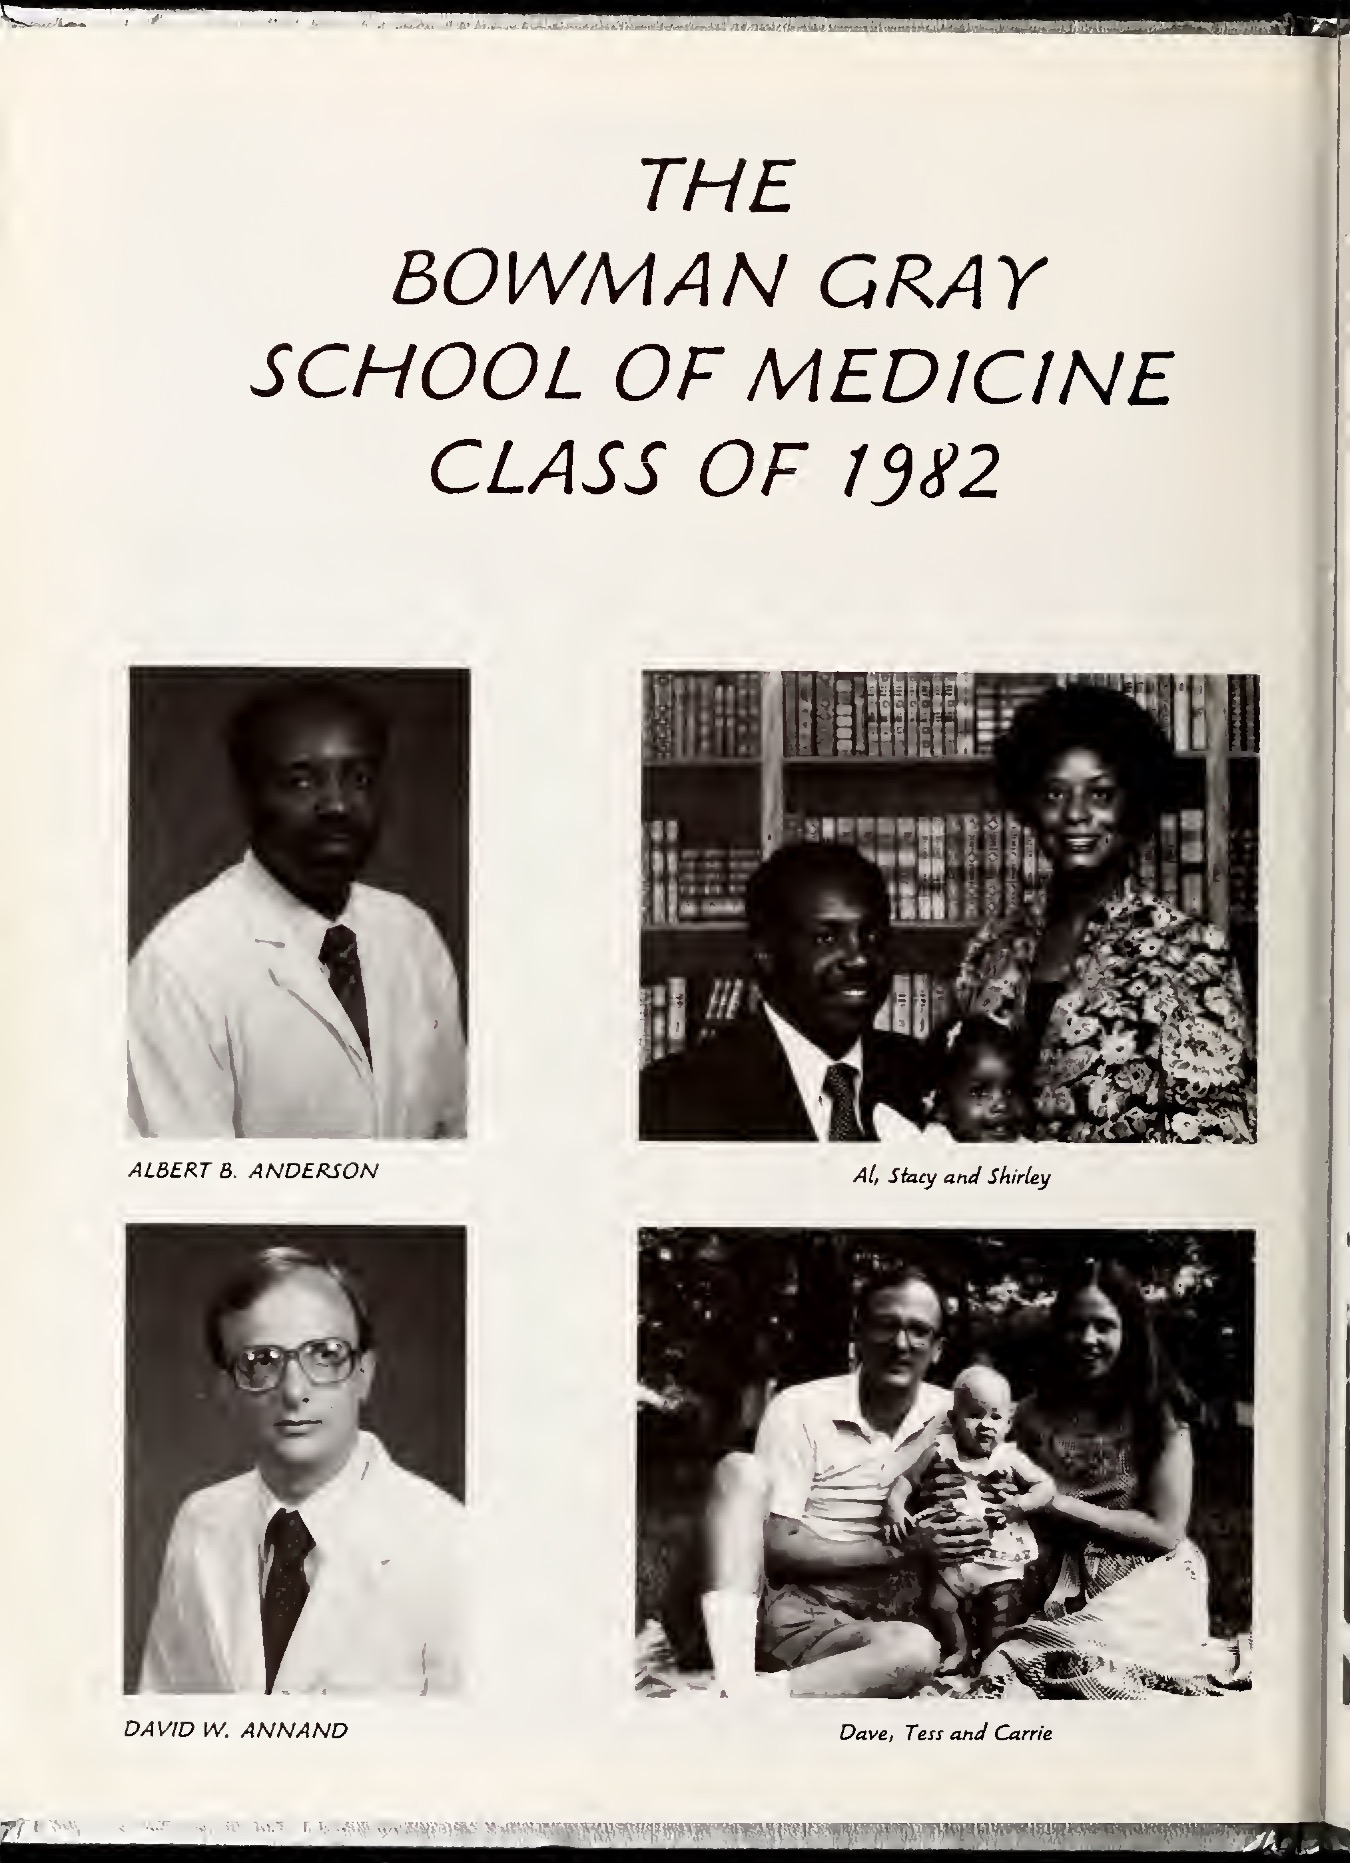 THE
BOWMAN GRAY
SCHOOL OF MEDICINE
CLASS OF 1982
ALBERT B. ANDERSON
Al, Stacy and Shirley
DAVID W. ANNAND
Dave, Tess and Carrie